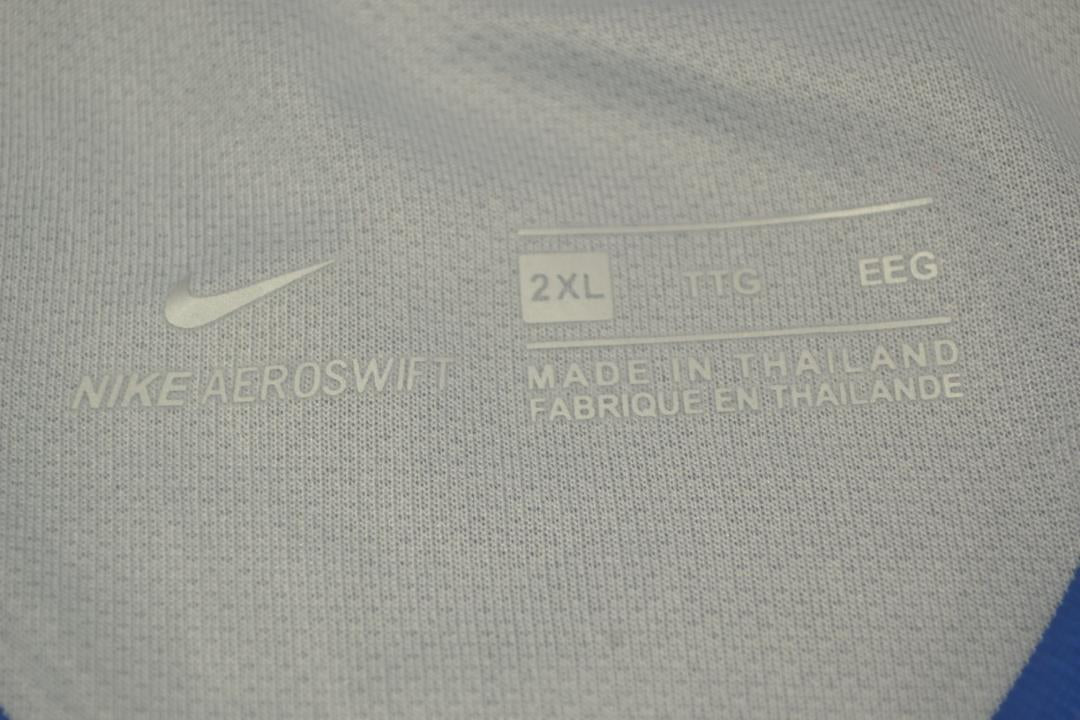 NIKE AEROSWIFT
2XL TTG EEG
MADE IN THAILAND
FABRIQUE EN THAILANDE